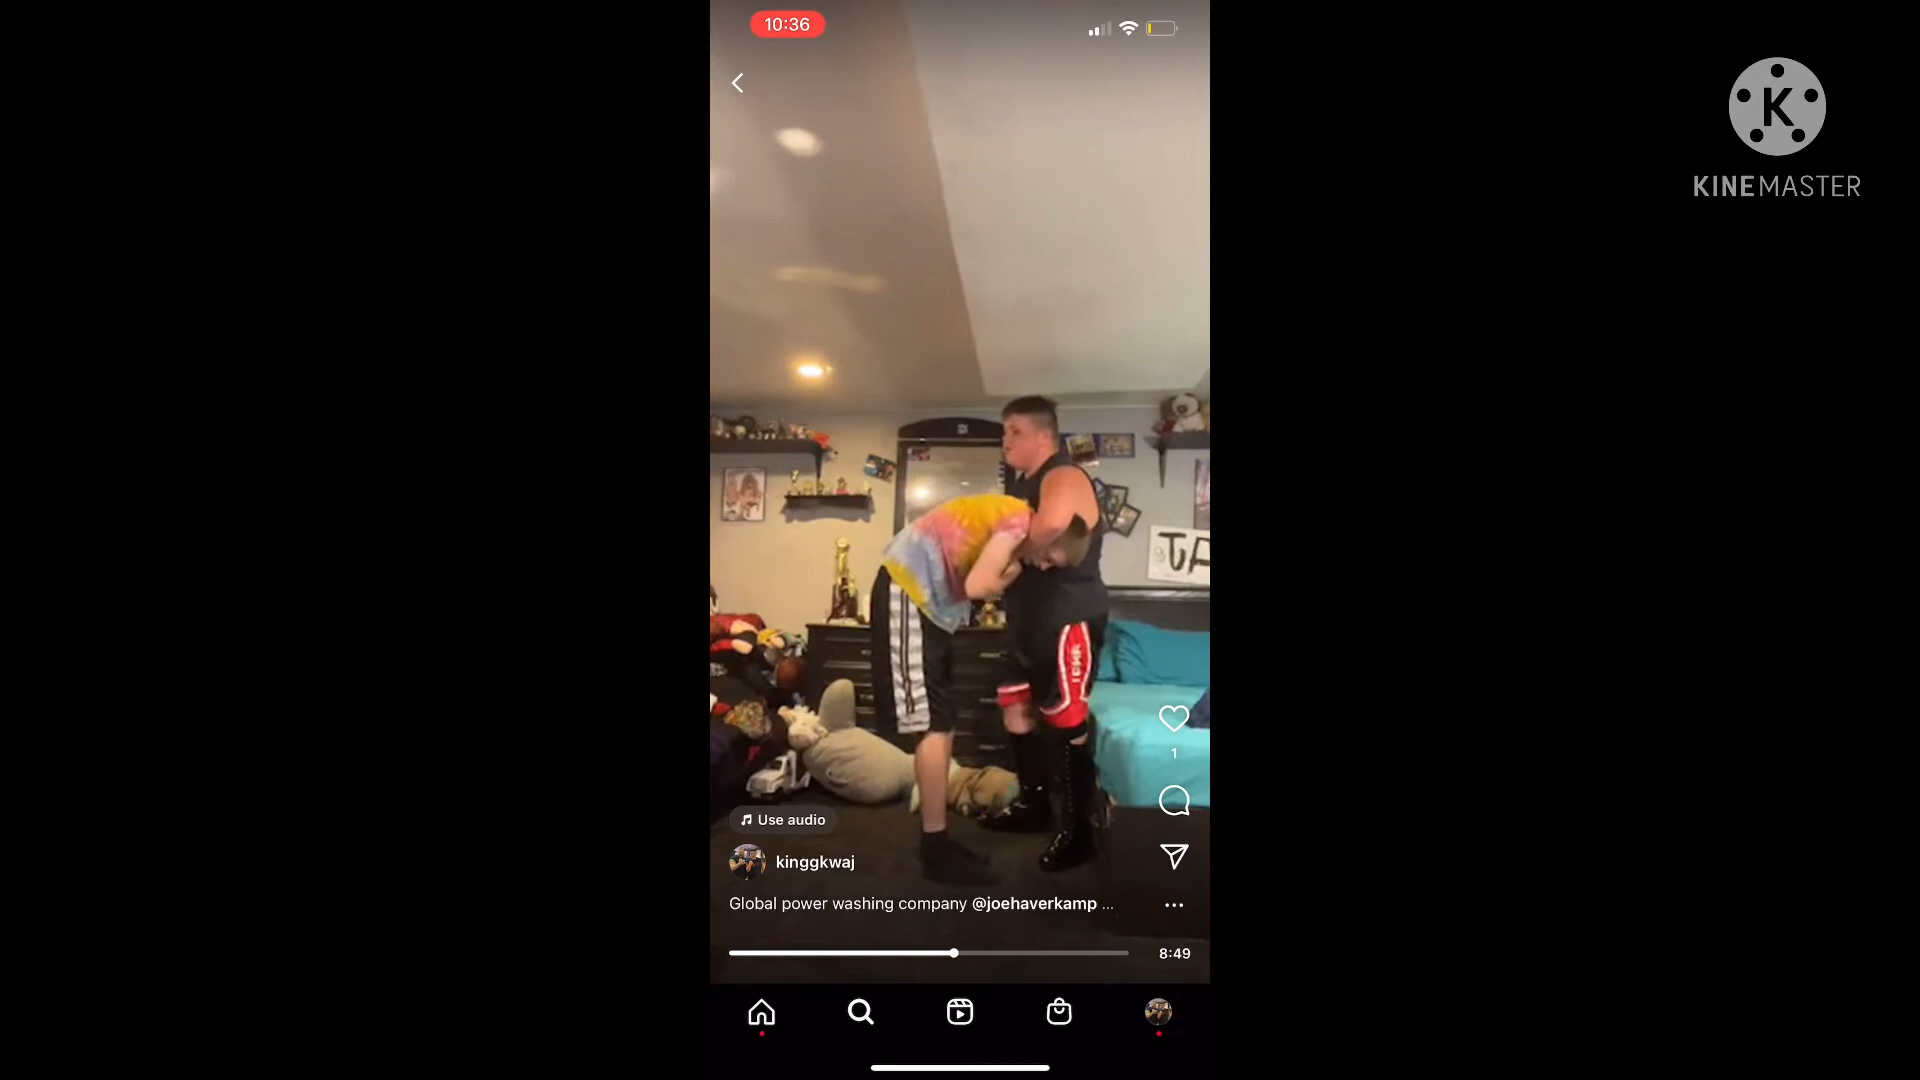 10:36
KINEMASTER
Use audio
kinggkwaj
Global power washing company @joehaverkamp ...
1
8:49